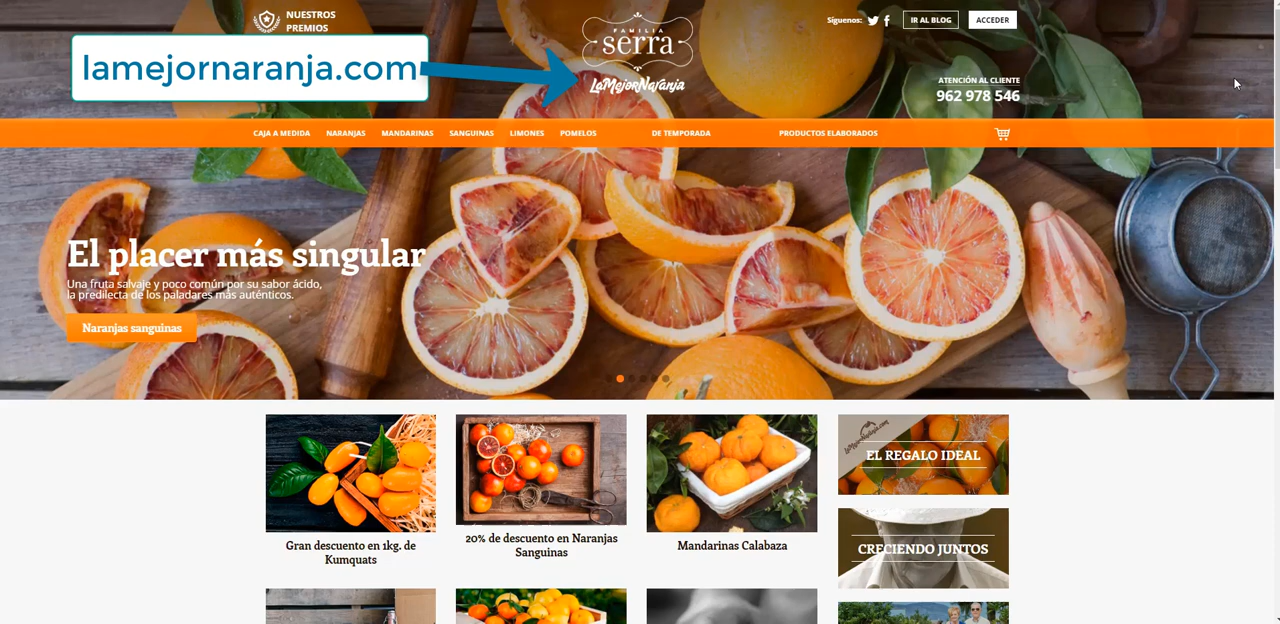 NUESTROS
PREMIOS
lamejornaranja.com
FAMILIA
serra
LaMejorNaranja
Síguenos:
IR AL BLOG
ACCEDER
ATENCIÓN AL CLIENTE
962 978 546
CAJA A MEDIDA NARANJAS MANDARINAS SANGUINAS LIMONES POMELOS DE TEMPORADA PRODUCTOS ELABORADOS
El placer más singular
Una fruta salvaje y poco común por su sabor ácido,
la predilecta de los paladares más auténticos.
Naranjas sanguinas
Gran descuento en 1kg. de
Kumquats
20% de descuento en Naranjas
Sanguinas
Mandarinas Calabaza
LaMejorNaranja.com
EL REGALO IDEAL
CRECIENDO JUNTOS